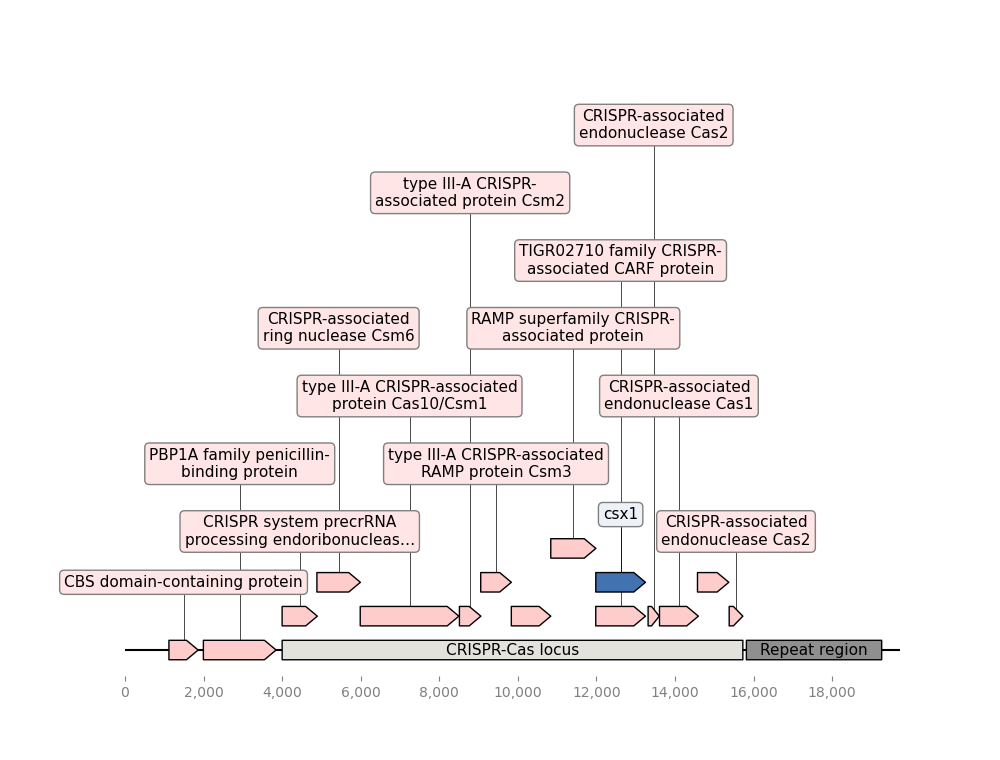 CRISPR-associated
endonuclease Cas2
type III-A CRISPR-
associated protein Csm2
TIGR02710 family CRISPR-
associated CARF protein
CRISPR-associated
ring nuclease Csm6
RAMP superfamily CRISPR-
associated protein
type III-A CRISPR-associated
protein Cas10/Csm1
CRISPR-associated
endonuclease Cas1
PBP1A family penicillin-
binding protein
type III-A CRISPR-associated
RAMP protein Csm3
csx1
CRISPR system precrRNA
processing endoribonucleas...
CRISPR-associated
endonuclease Cas2
CBS domain-containing protein
CRISPR-Cas locus
Repeat region
0 2,000 4,000 6,000 8,000 10,000 12,000 14,000 16,000 18,000